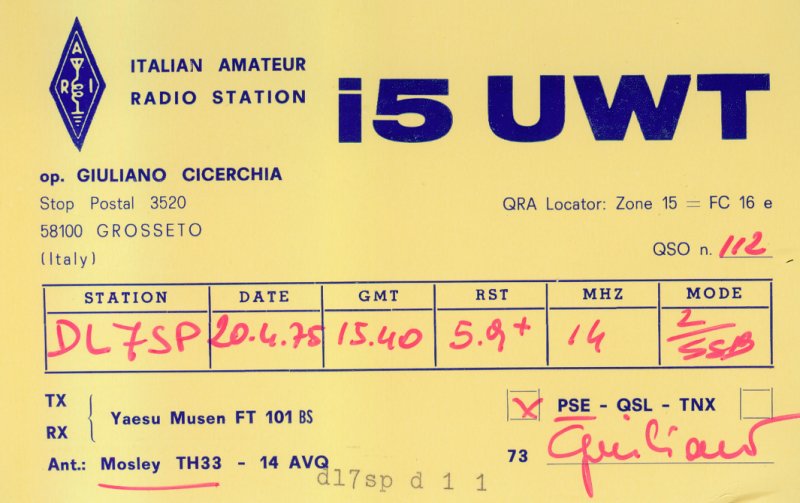 A
R I
ITALIAN AMATEUR
RADIO STATION
i5UWT
op. GIULIANO CICERCHIA
Stop Postal 3520
58100 GROSSETO
(Italy)
QRA Locator: Zone 15 = FC 16 e
QSO n. 112
STATION DATE GMT RST MHZ MODE
DL7SP 20.4.75 15.40 5.9+ 14 2/SSB
TX
RX
Yaesu Musen FT 101 BS
X PSE - QSL - TNX
Ant.: Mosley TH33 - 14 AVQ
73 Giuliano
dl7sp d 1 1